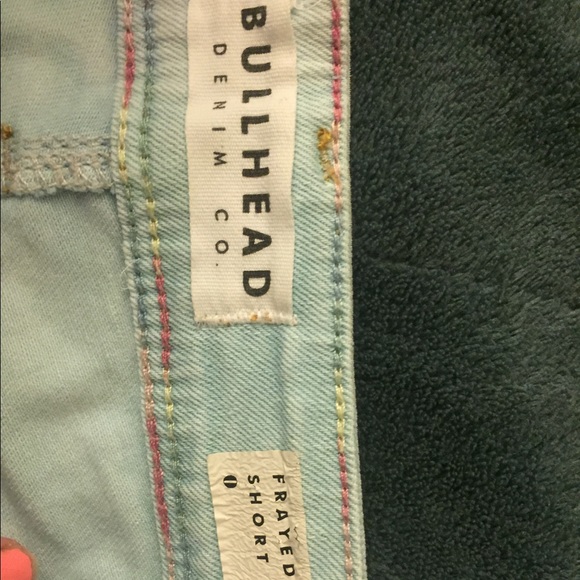 BULLHEAD
DENIM CO.
FRAYED
SHORT
0